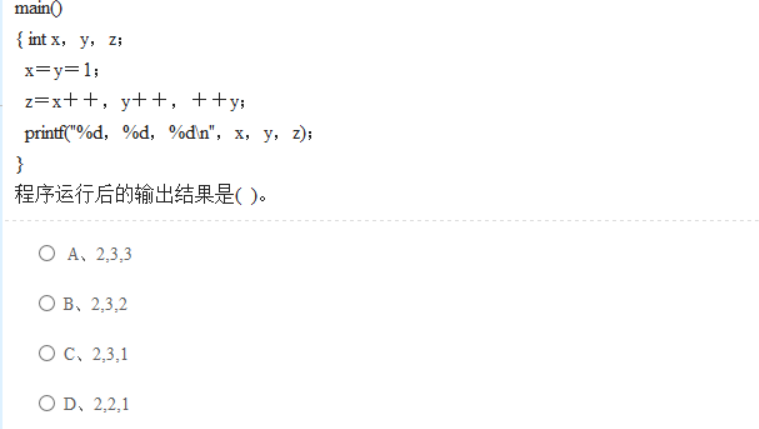 main()
{ int x，y，z；
x＝y＝1；
z＝x＋＋，y＋＋，＋＋y；
printf("%d，%d，%d\n"，x，y，z)；
}
程序运行后的输出结果是( )。
A、2,3,3
B、2,3,2
C、2,3,1
D、2,2,1